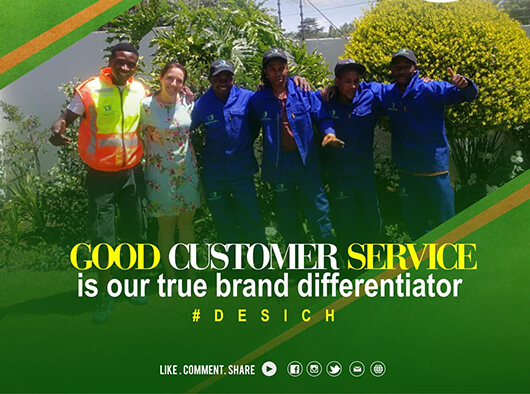 GOOD CUSTOMER SERVICE
is our true brand differentiator
#DESICH
LIKE . COMMENT. SHARE